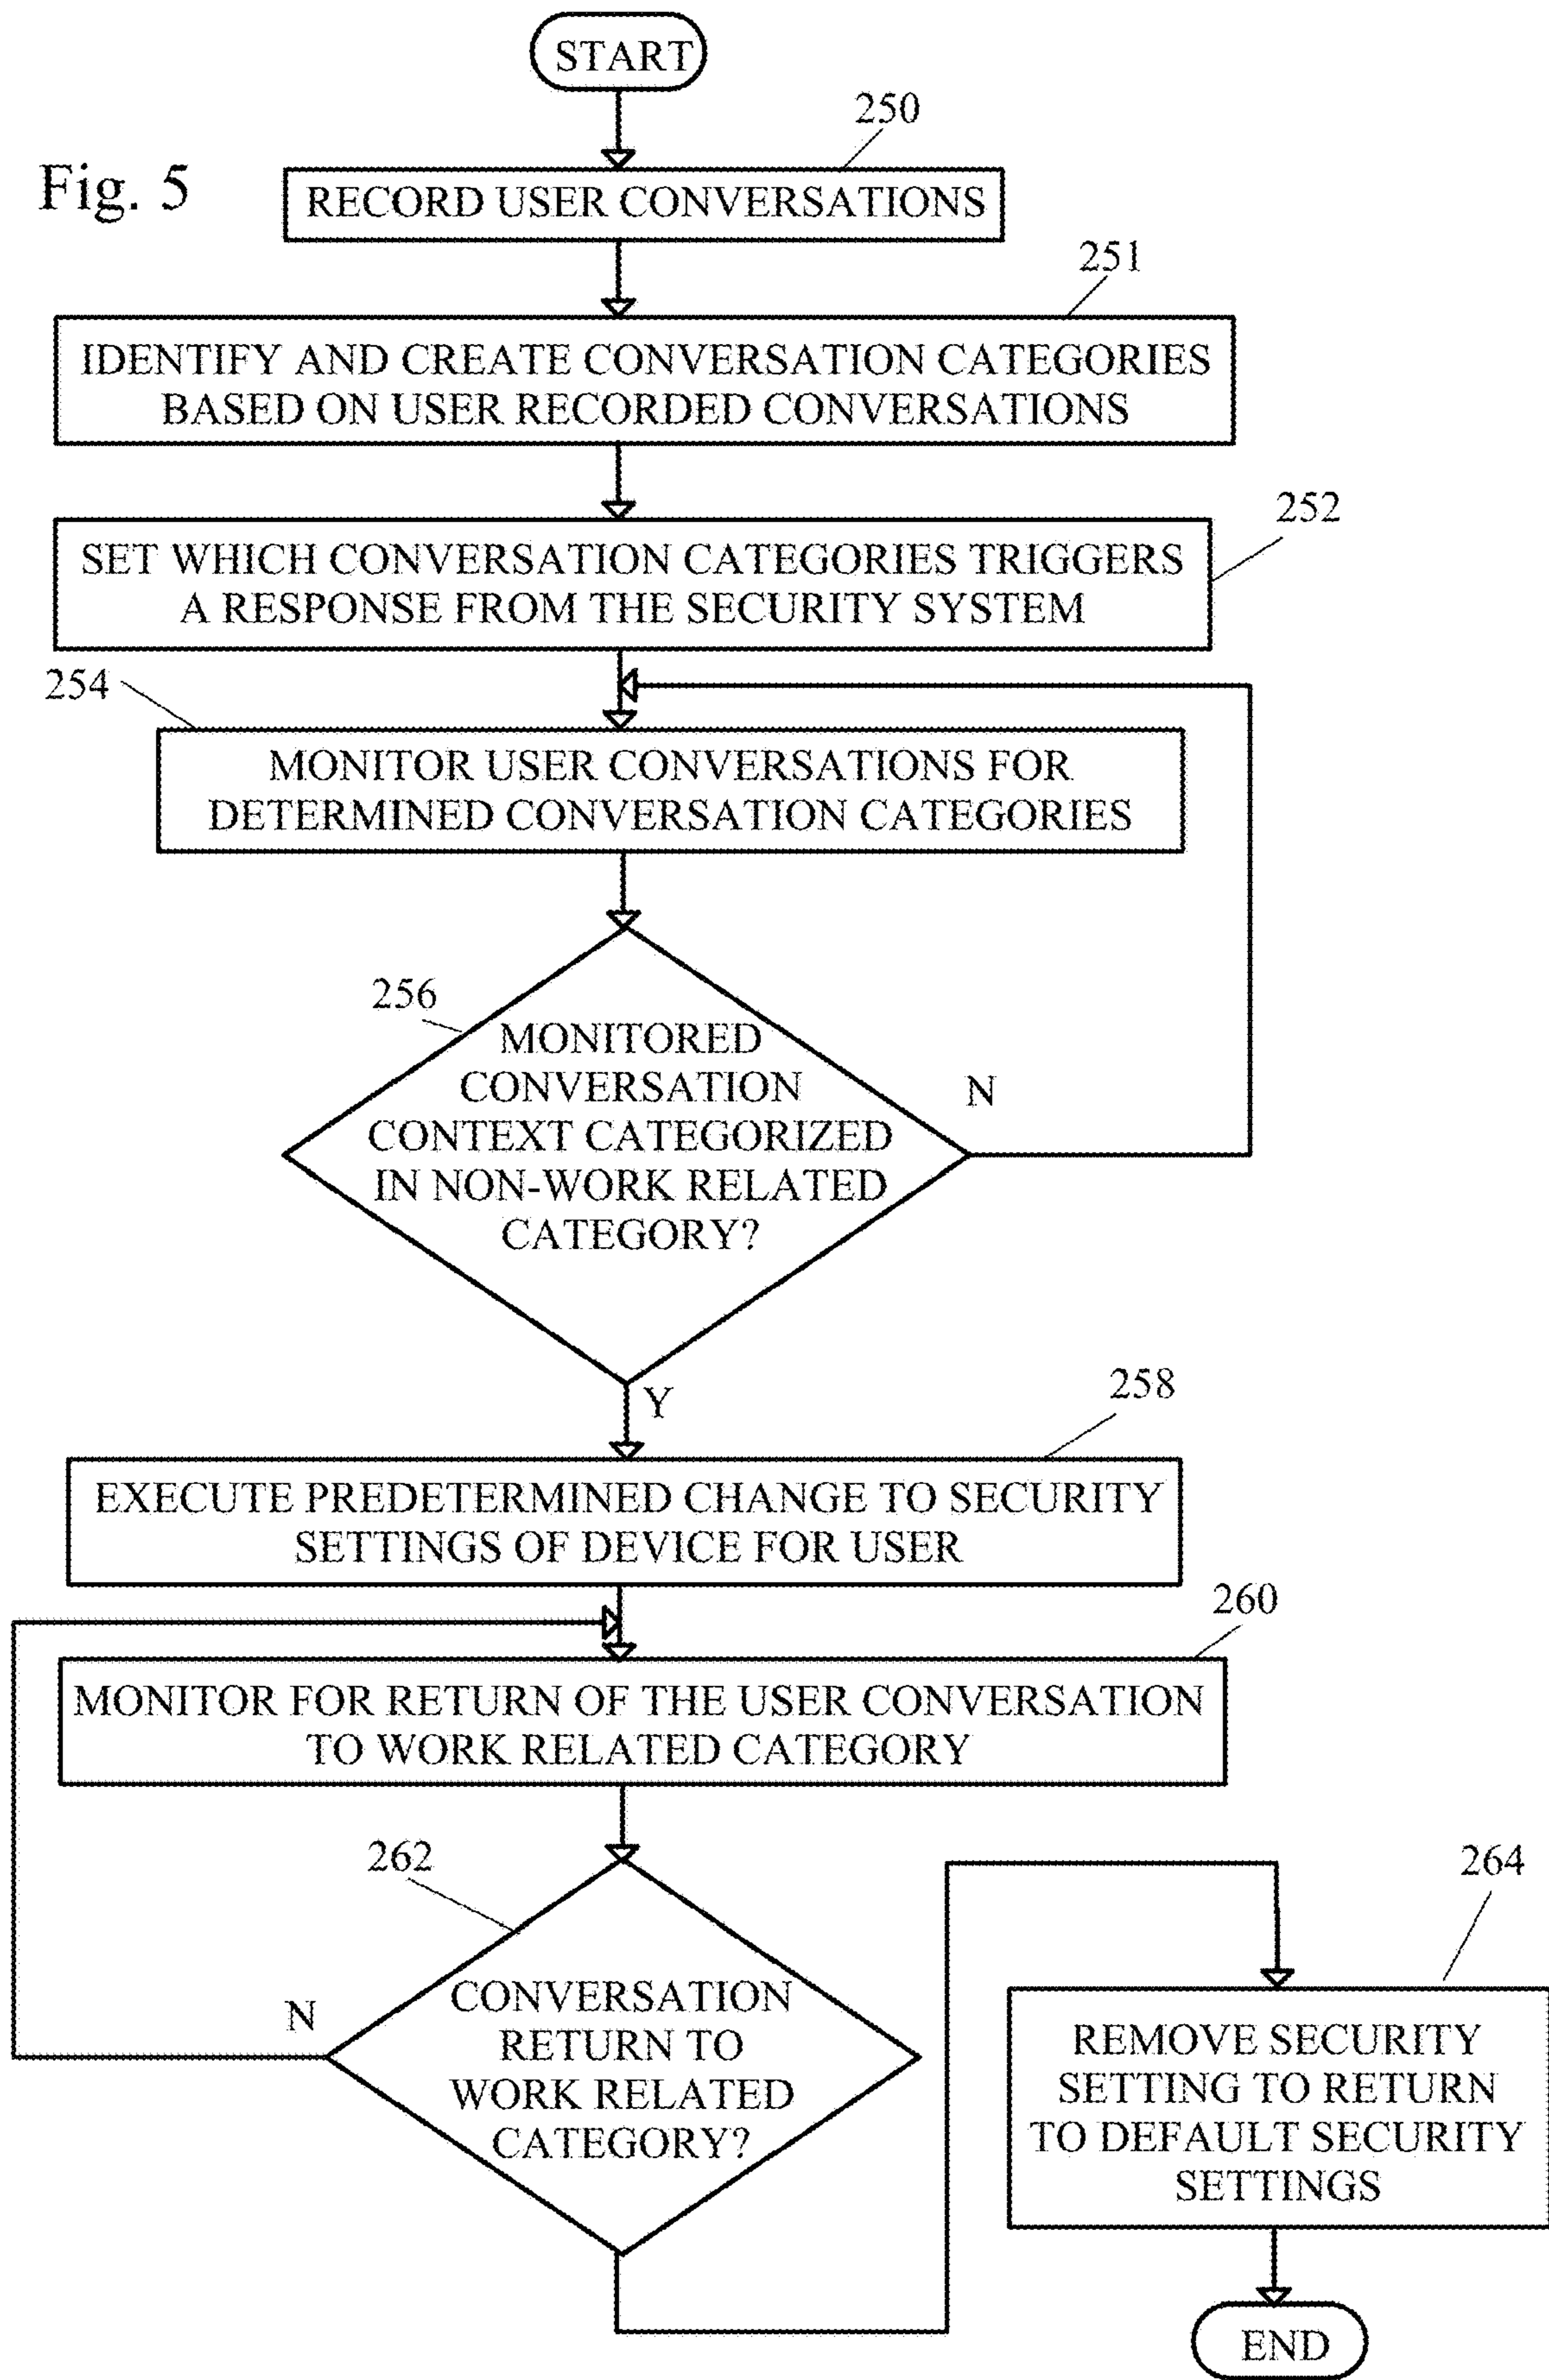 START
250
Fig. 5
RECORD USER CONVERSATIONS
251
IDENTIFY AND CREATE CONVERSATION CATEGORIES
BASED ON USER RECORDED CONVERSATIONS
252
SET WHICH CONVERSATION CATEGORIES TRIGGERS
A RESPONSE FROM THE SECURITY SYSTEM
254
MONITOR USER CONVERSATIONS FOR
DETERMINED CONVERSATION CATEGORIES
256
MONITORED
CONVERSATION
CONTEXT CATEGORIZED
IN NON-WORK RELATED
CATEGORY?
N
Y
258
EXECUTE PREDETERMINED CHANGE TO SECURITY
SETTINGS OF DEVICE FOR USER
260
MONITOR FOR RETURN OF THE USER CONVERSATION
TO WORK RELATED CATEGORY
262
CONVERSATION
RETURN TO
WORK RELATED
CATEGORY?
N
264
REMOVE SECURITY
SETTING TO RETURN
TO DEFAULT SECURITY
SETTINGS
END